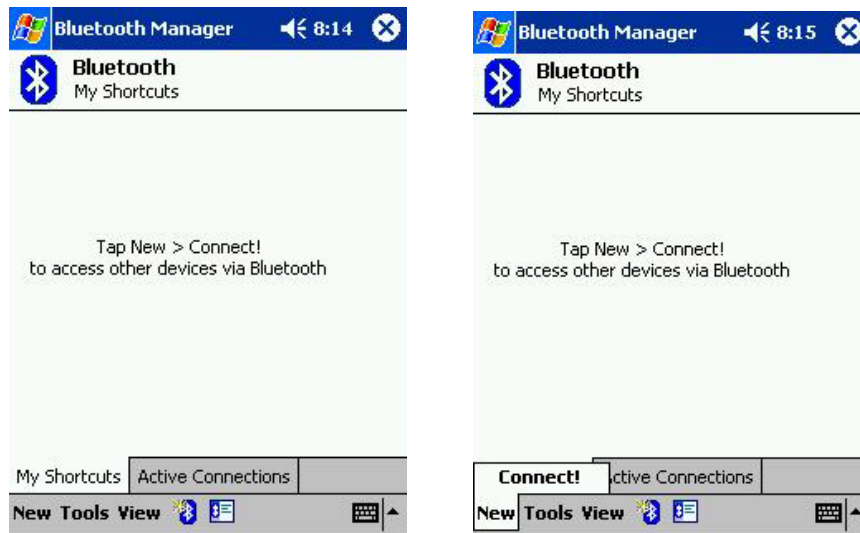 Bluetooth Manager 8:14
Bluetooth
My Shortcuts
Tap New > Connect!
to access other devices via Bluetooth
My Shortcuts Active Connections
New Tools View
Bluetooth Manager 8:15
Bluetooth
My Shortcuts
Tap New > Connect!
to access other devices via Bluetooth
Connect! ctive Connections
New Tools View